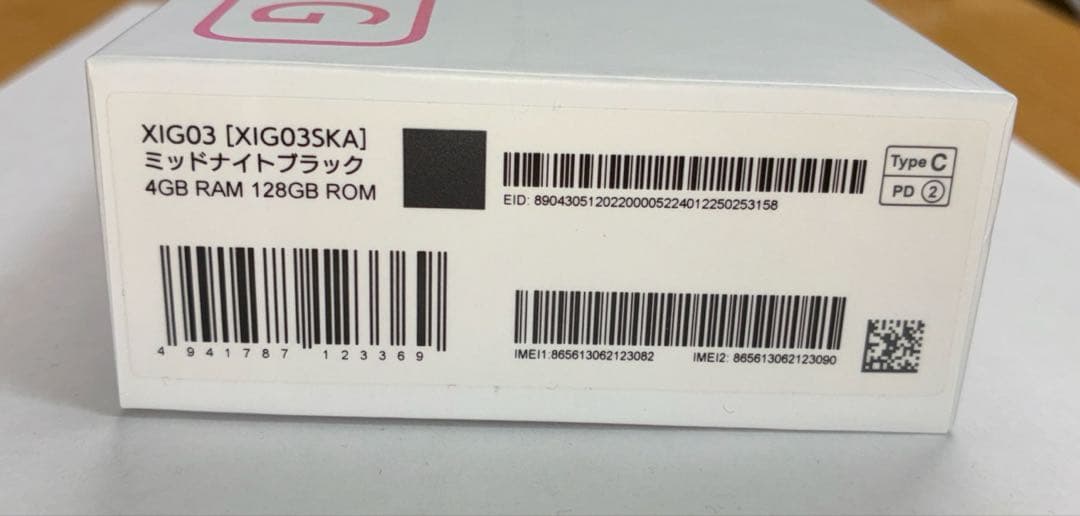 G
XIG03 [XIG03SKA]
ミッドナイトブラック
4GB RAM 128GB ROM
EID: 89043051202200005224012250253158
Type C
PD 2
4 941787 123369
IMEI1:865613062123082
IMEI2: 865613062123090